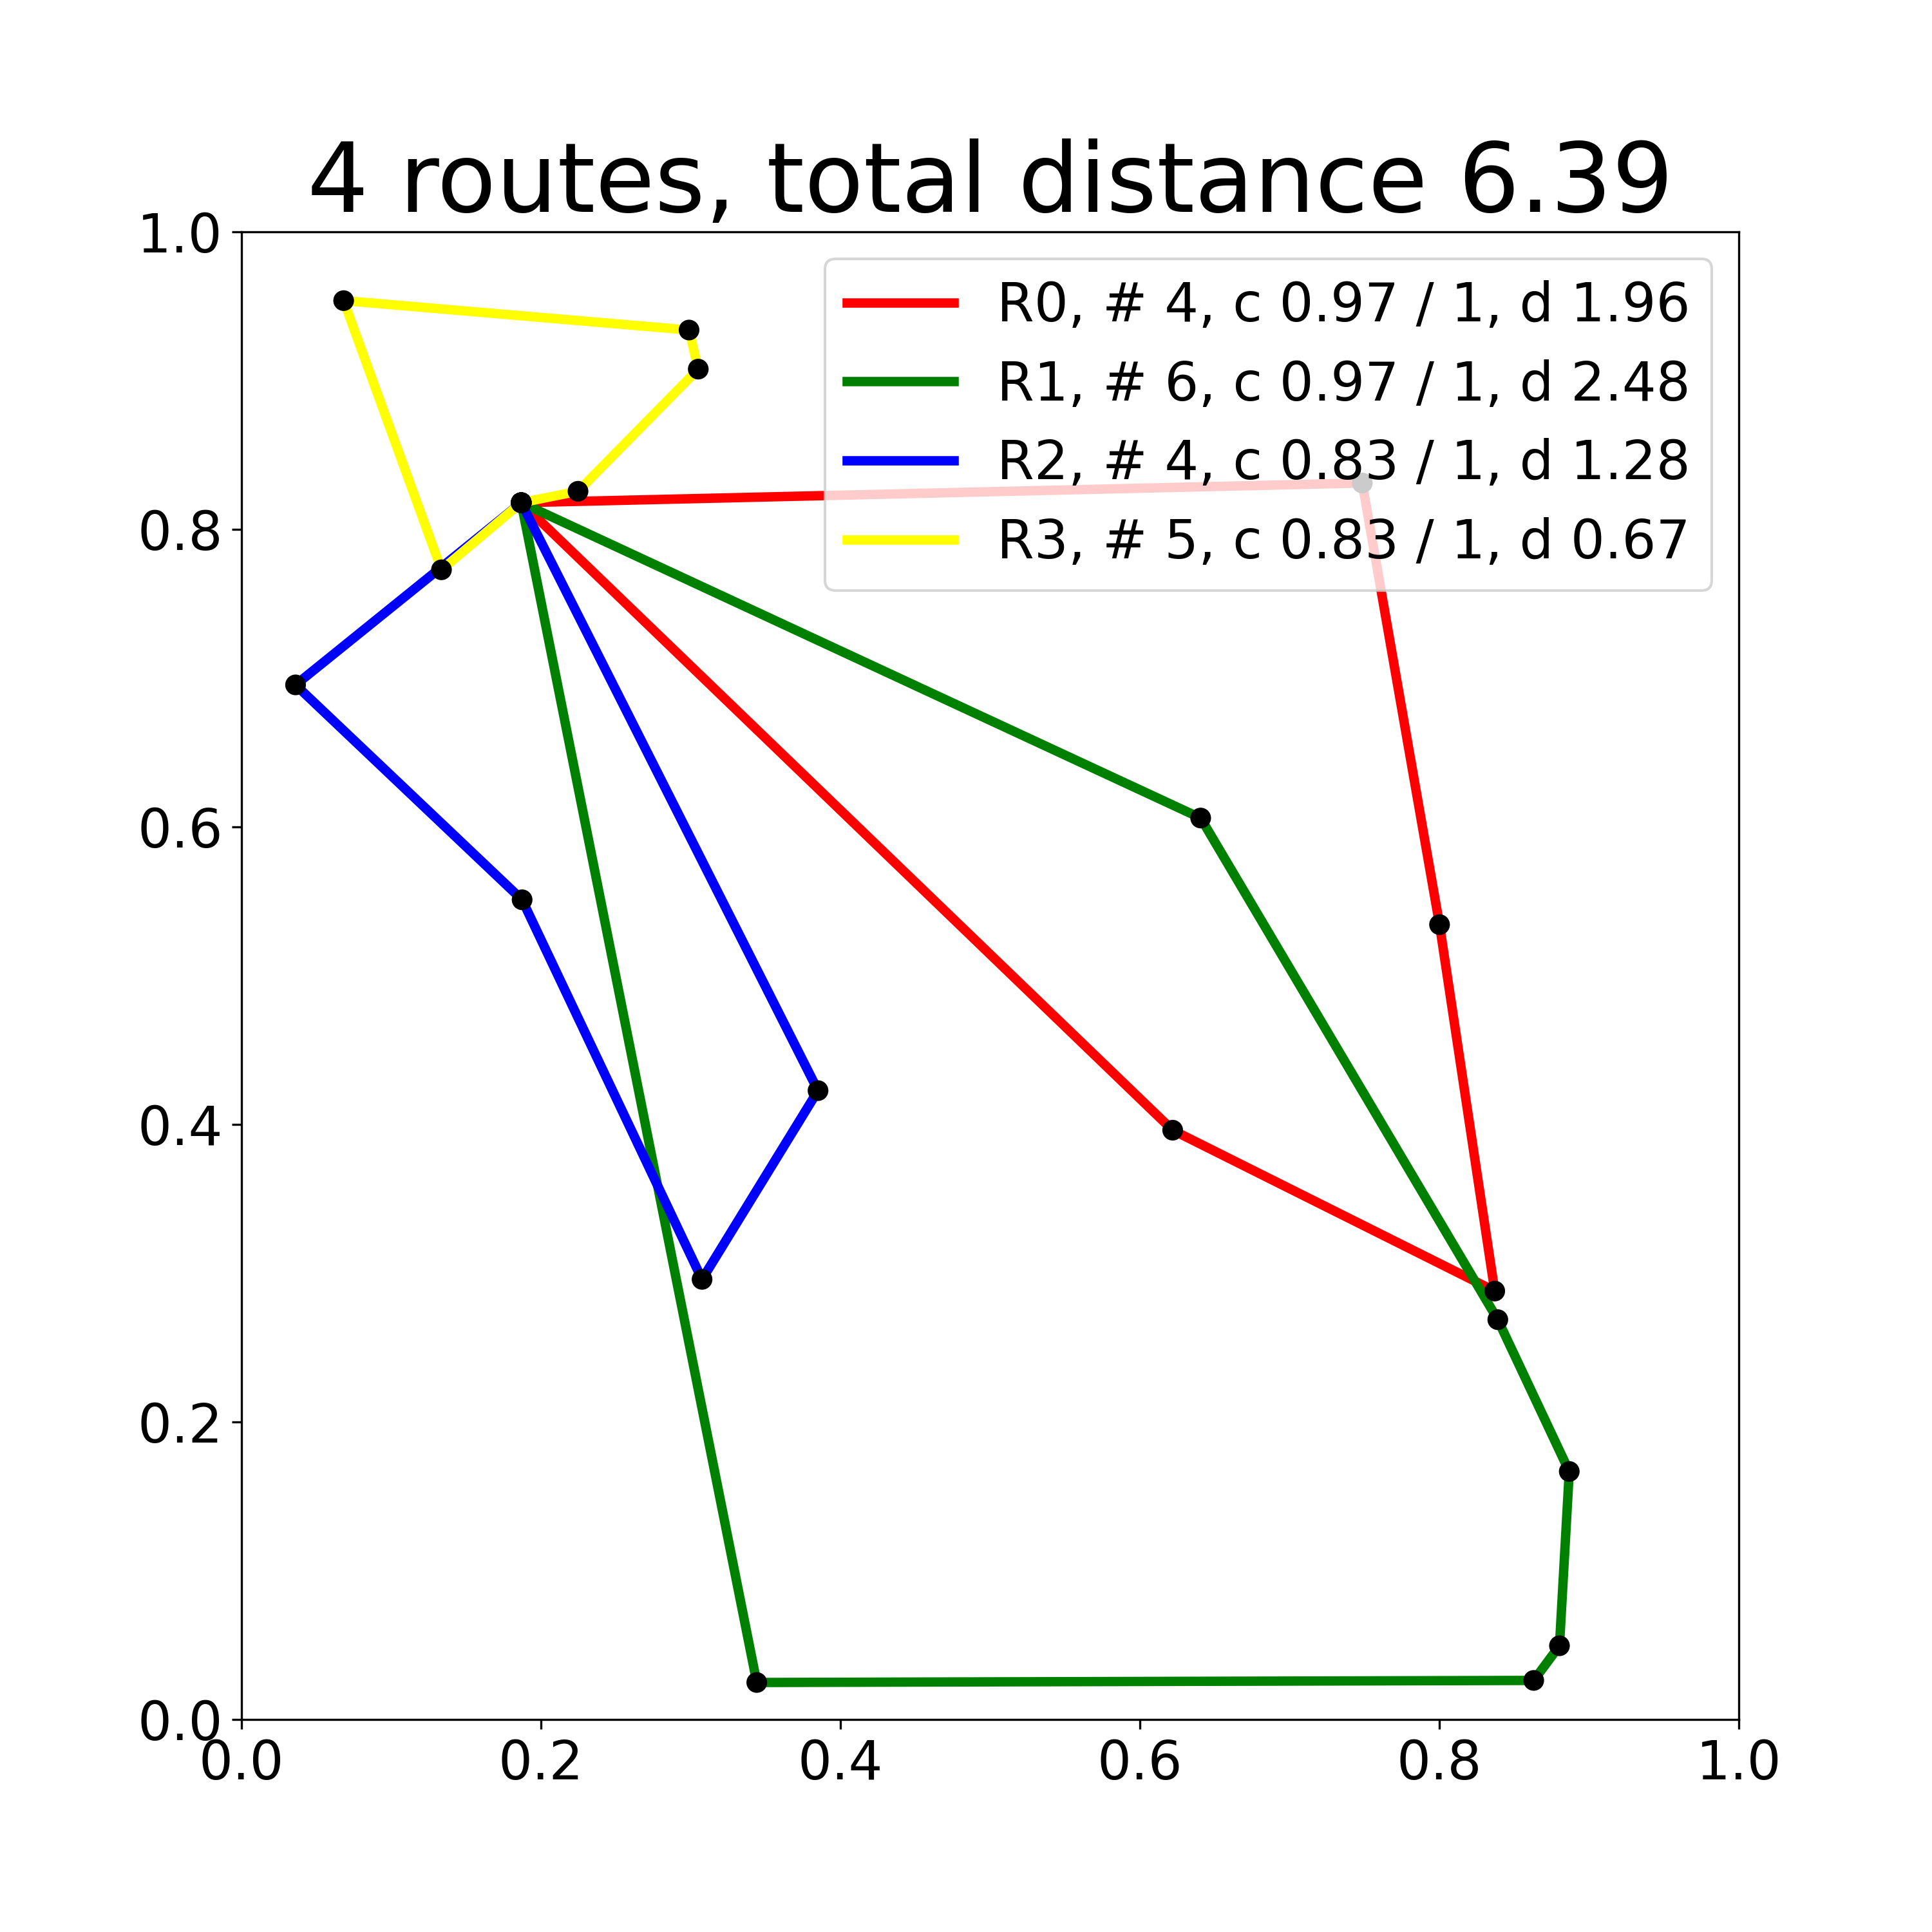 4 routes, total distance 6.39
1.0
0.8
0.6
0.4
0.2
0.0
R0, # 4, c 0.97 / 1, d 1.96
R1, # 6, c 0.97 / 1, d 2.48
R2, # 4, c 0.83 / 1, d 1.28
R3, # 5, c 0.83 / 1, d 0.67
0.0 0.2 0.4 0.6 0.8 1.0